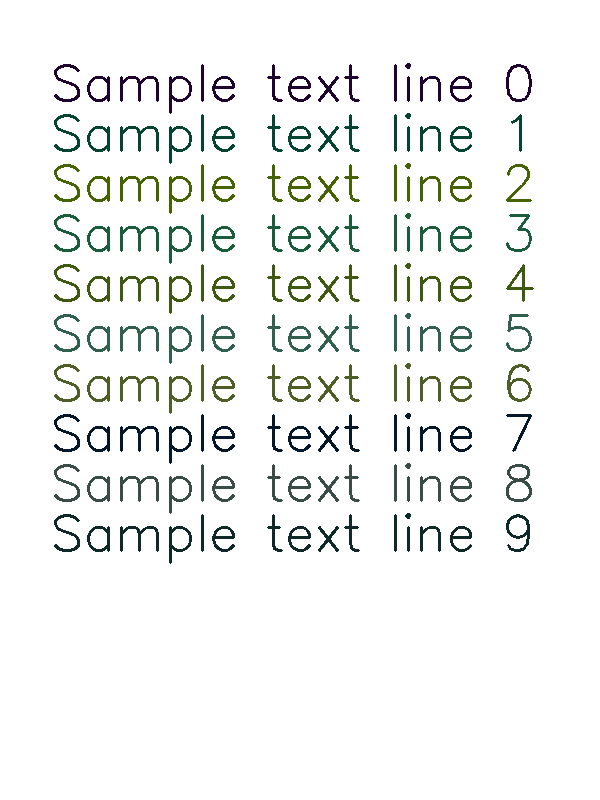 Sample text line 0
Sample text line 1
Sample text line 2
Sample text line 3
Sample text line 4
Sample text line 5
Sample text line 6
Sample text line 7
Sample text line 8
Sample text line 9